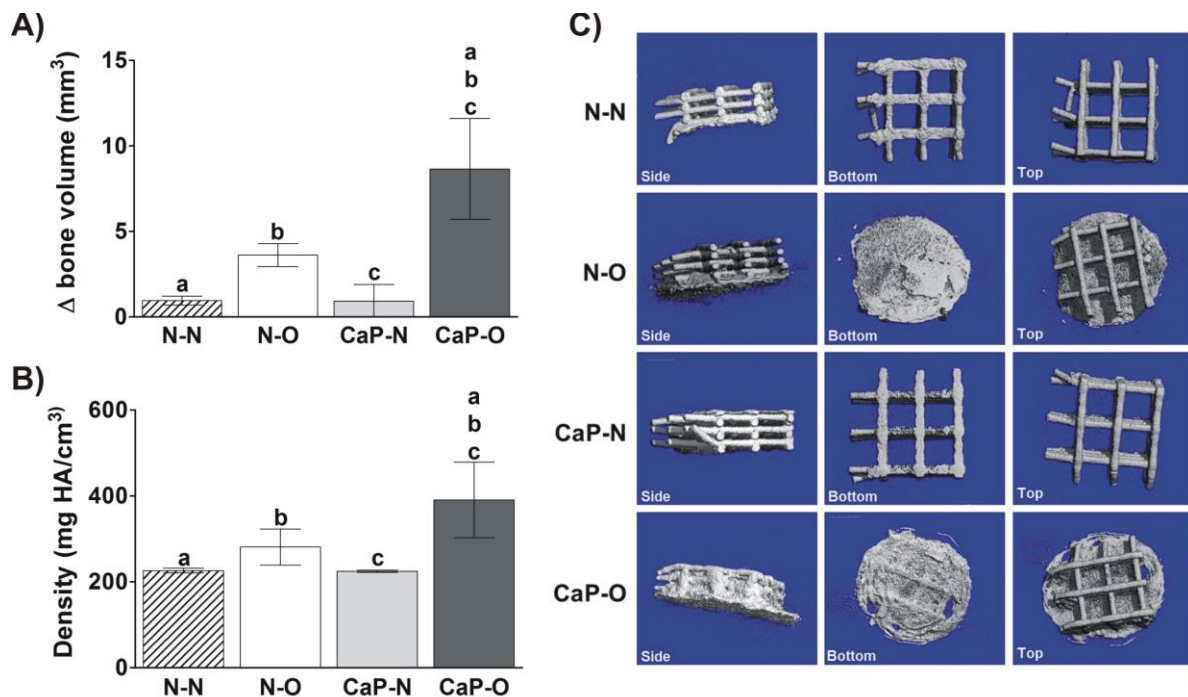 A)
Δ bone volume (mm³)
15
10
5
0
a
b
c
a
b
c
N-N
N-O
CaP-N
CaP-O
B)
Density (mg HA/cm³)
600
400
200
0
a
b
c
a
b
c
N-N
N-O
CaP-N
CaP-O
C)
N-N
Side
Bottom
Top
N-O
Side
Bottom
Top
CaP-N
Side
Bottom
Top
CaP-O
Side
Bottom
Top